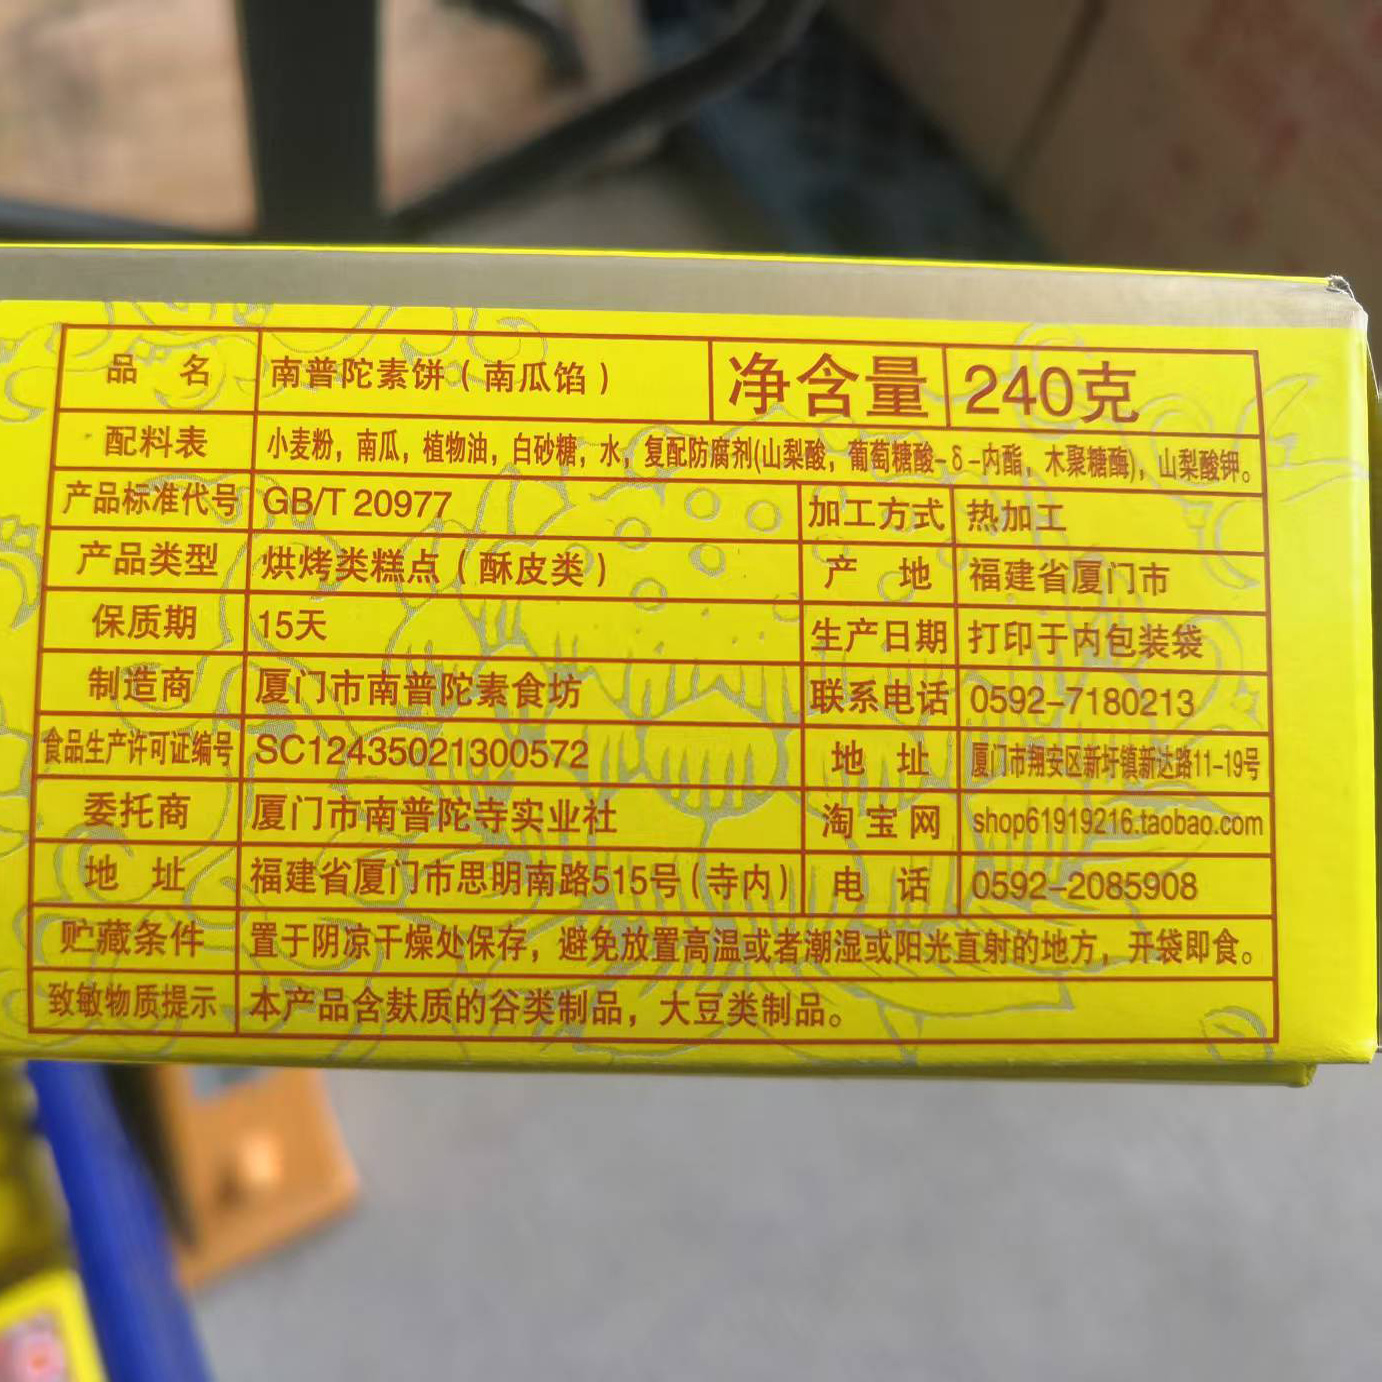 品 名 南普陀素饼（南瓜馅） 净含量 240克
配料表 小麦粉，南瓜，植物油，白砂糖，水，复配防腐剂(山梨酸，葡萄糖酸-δ-内酯，木聚糖酶)，山梨酸钾。
产品标准代号 GB/T 20977 加工方式 热加工
产品类型 烘烤类糕点（酥皮类） 产 地 福建省厦门市
保质期 15天 生产日期 打印于内包装袋
制造商 厦门市南普陀素食坊 联系电话 0592-7180213
食品生产许可证编号 SC12435021300572 地 址 厦门市翔安区新圩镇新达路11-19号
委托商 厦门市南普陀寺实业社 淘宝网 shop61919216.taobao.com
地 址 福建省厦门市思明南路515号（寺内） 电 话 0592-2085908
贮藏条件 置于阴凉干燥处保存，避免放置高温或者潮湿或阳光直射的地方，开袋即食。
致敏物质提示 本产品含麸质的谷类制品，大豆类制品。